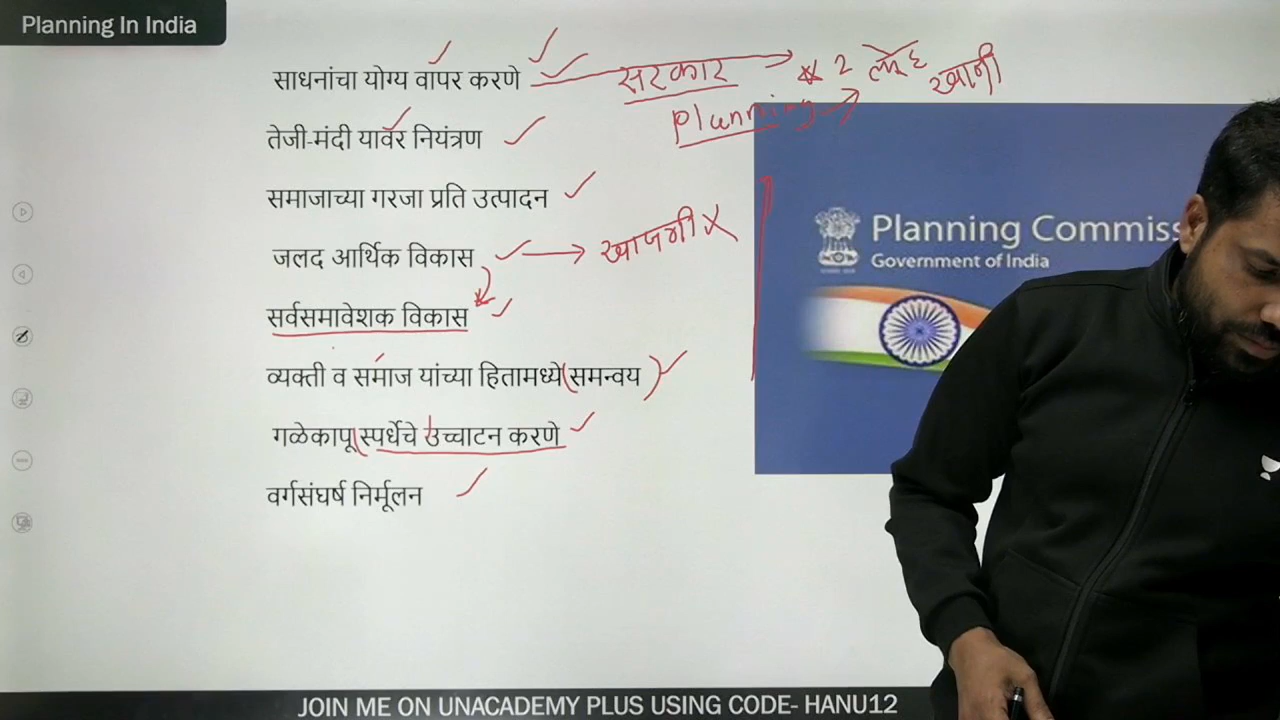 Planning In India
साधनांचा योग्य वापर करणे सरकार * 2 लोह खानी
Planning
तेजी-मंदी यावर नियंत्रण
समाजाच्या गरजा प्रति उत्पादन
जलद आर्थिक विकास खाजगी X
सर्वसमावेशक विकास
व्यक्ती व समाज यांच्या हितामध्ये (समन्वय)
गळेकापू स्पर्धेचे उच्चाटन करणे
वर्गसंघर्ष निर्मूलन
Planning Commiss
Government of India
JOIN ME ON UNACADEMY PLUS USING CODE- HANU12